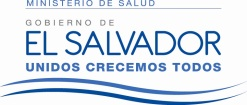 MINISTERIO DE SALUD
GOBIERNO DE
EL SALVADOR
UNIDOS CRECEMOS TODOS